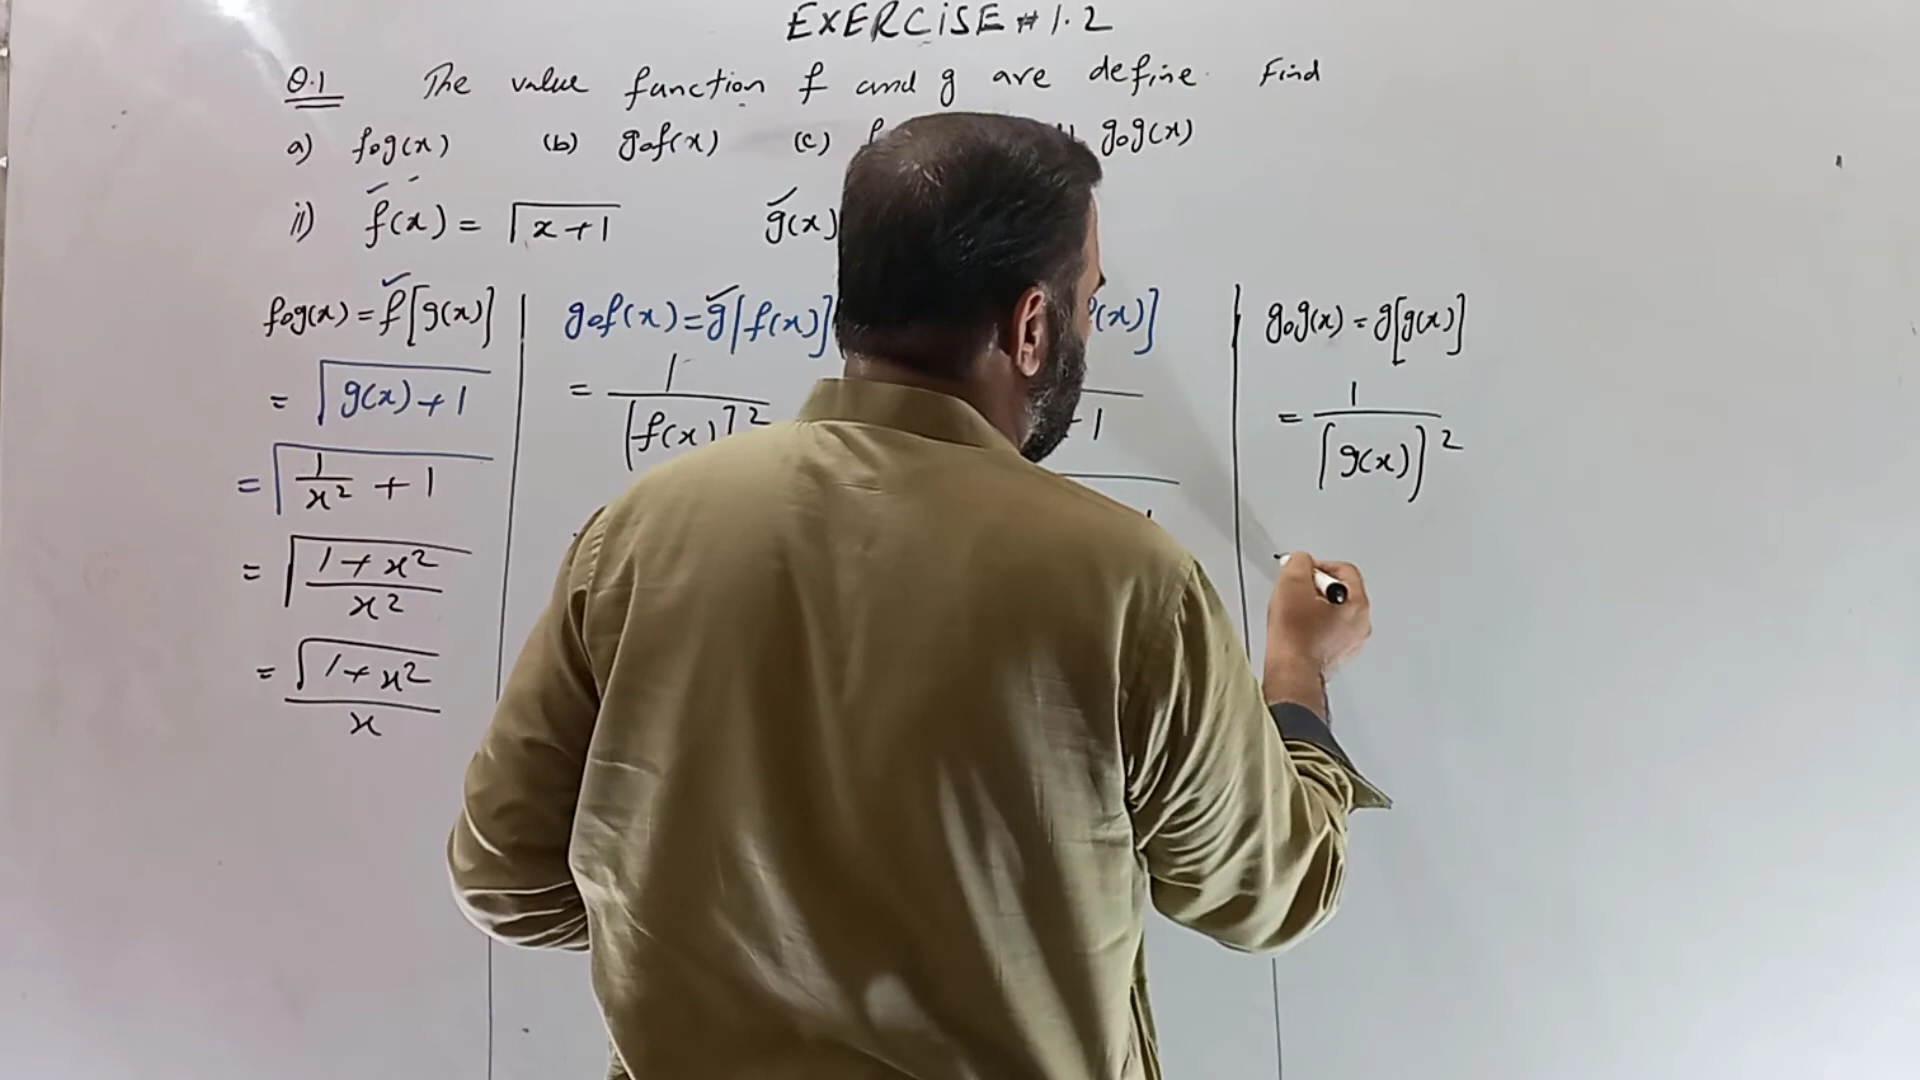 EXERCISE # 1.2
Q.1 The value function f and g are define. Find
a) fog(x) (b) gof(x) (c) gog(x)
ii) f(x) = √(x+1) g(x)
fog(x) = f[g(x)]
= √(g(x)+1)
= √(1/x² + 1)
= √((1+x²)/x²)
= √(1+x²)/x
gof(x) = g[f(x)]
= 1/[f(x)]²
(x)]
gog(x) = g[g(x)]
= 1/[g(x)]²